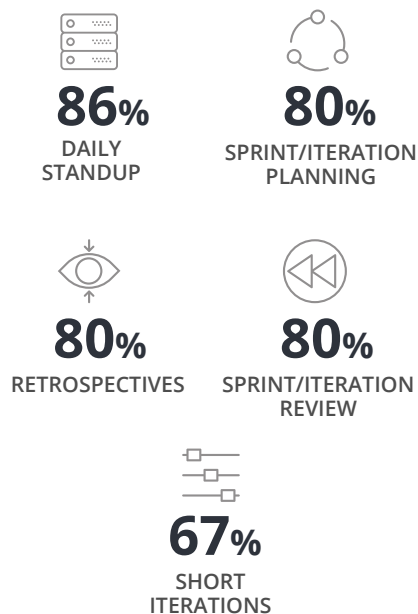 86%
DAILY
STANDUP
80%
SPRINT/ITERATION
PLANNING
80%
RETROSPECTIVES
80%
SPRINT/ITERATION
REVIEW
67%
SHORT
ITERATIONS